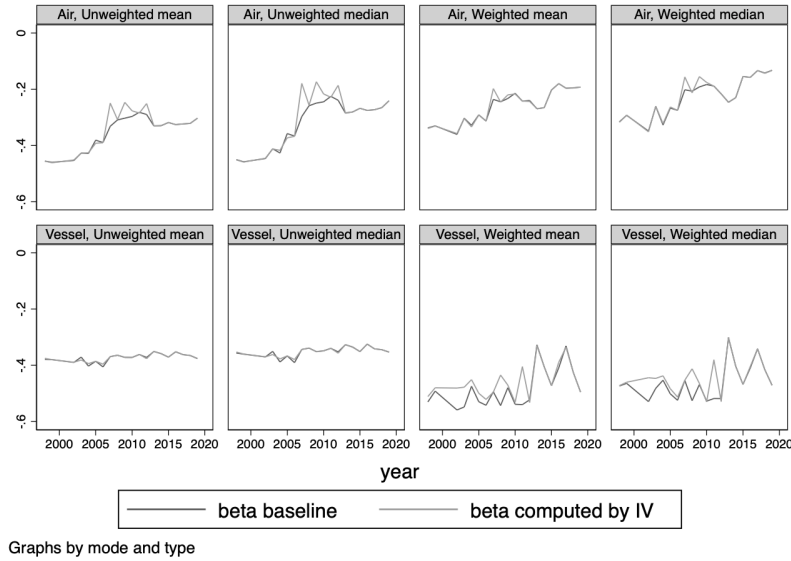 Air, Unweighted mean
Air, Unweighted median
Air, Weighted mean
Air, Weighted median
0
-.2
-.4
-.6
Vessel, Unweighted mean
Vessel, Unweighted median
Vessel, Weighted mean
Vessel, Weighted median
0
-.2
-.4
-.6
2000 2005 2010 2015 2020
2000 2005 2010 2015 2020
2000 2005 2010 2015 2020
2000 2005 2010 2015 2020
year
beta baseline
beta computed by IV
Graphs by mode and type